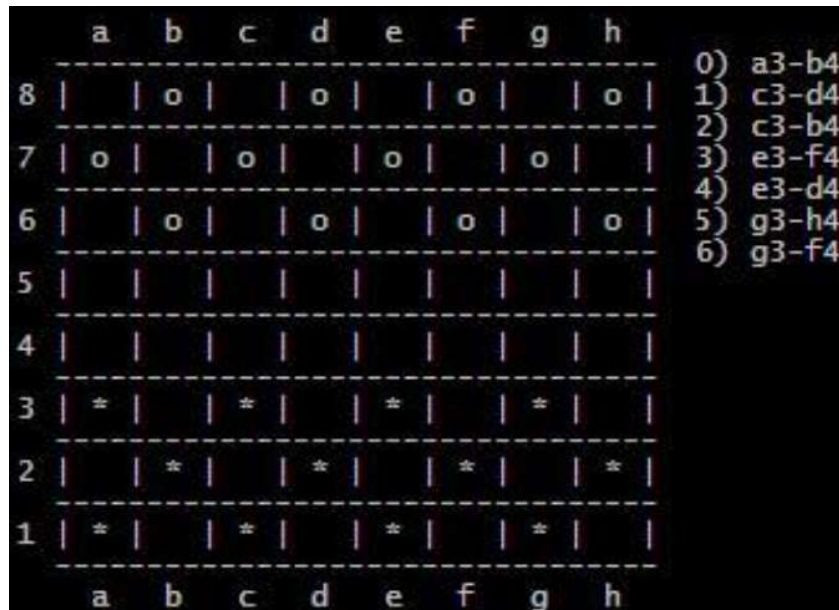 a b c d e f g h
-----------------------------------------
8 |   | o |   | o |   | o |   | o |
-----------------------------------------
7 | o |   | o |   | o |   | o |   |
-----------------------------------------
6 |   | o |   | o |   | o |   | o |
-----------------------------------------
5 |   |   |   |   |   |   |   |   |
-----------------------------------------
4 |   |   |   |   |   |   |   |   |
-----------------------------------------
3 | * |   | * |   | * |   | * |   |
-----------------------------------------
2 |   | * |   | * |   | * |   | * |
-----------------------------------------
1 | * |   | * |   | * |   | * |   |
-----------------------------------------
a b c d e f g h
0) a3-b4
1) c3-d4
2) c3-b4
3) e3-f4
4) e3-d4
5) g3-h4
6) g3-f4